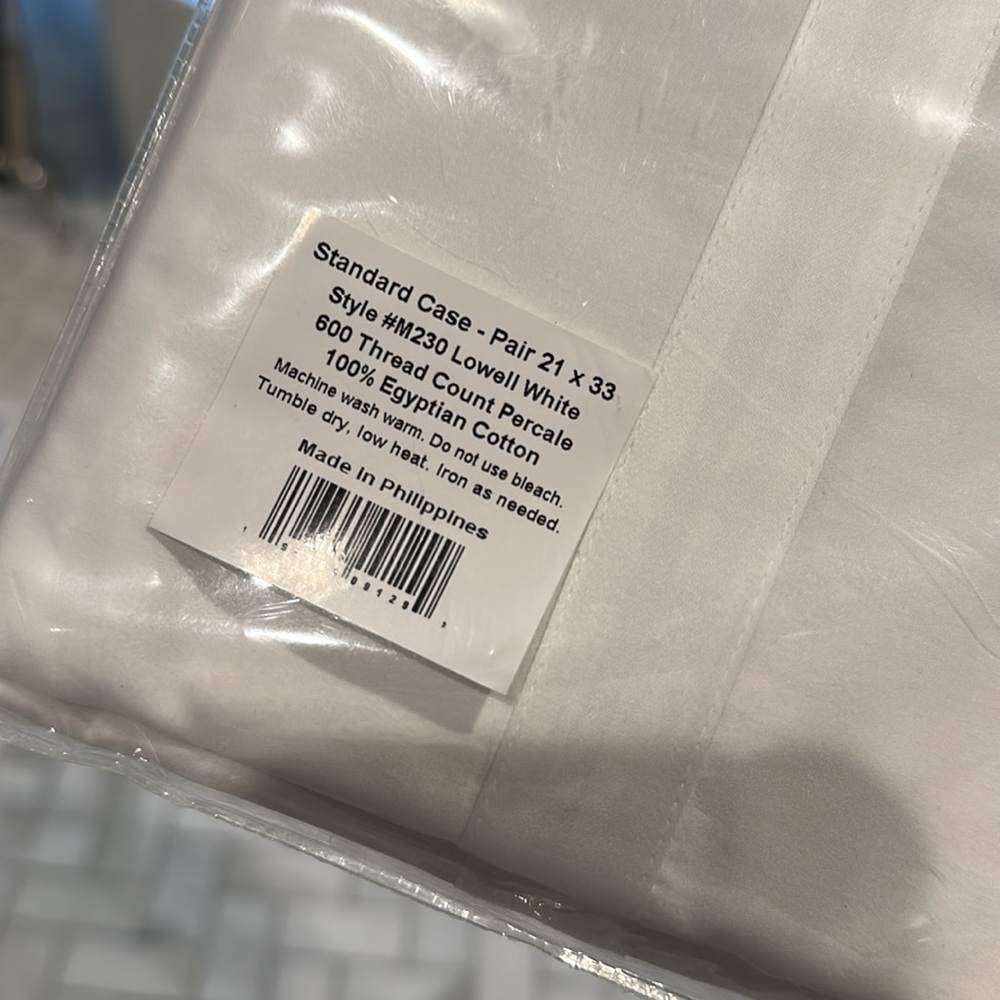 Standard Case - Pair 21 x 33
Style #M230 Lowell White
600 Thread Count Percale
100% Egyptian Cotton
Machine wash warm. Do not use bleach.
Tumble dry, low heat. Iron as needed.
Made in Philippines
09129